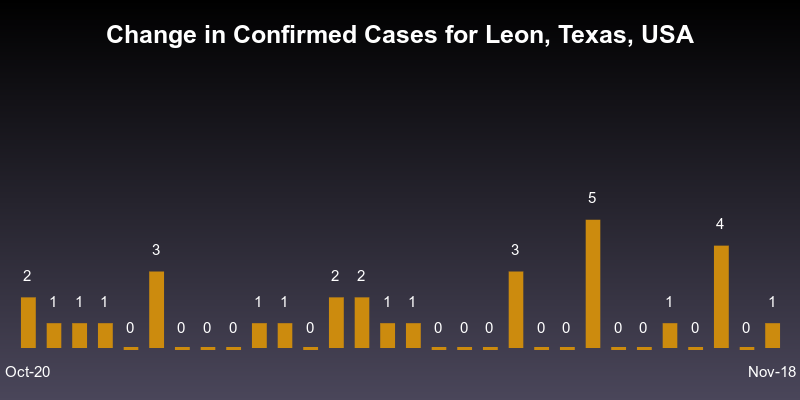 Change in Confirmed Cases for Leon, Texas, USA
2 1 1 1 0 3 0 0 0 1 1 0 2 2 1 1 0 0 0 3 0 0 5 0 0 1 0 4 0 1
Oct-20 Nov-18